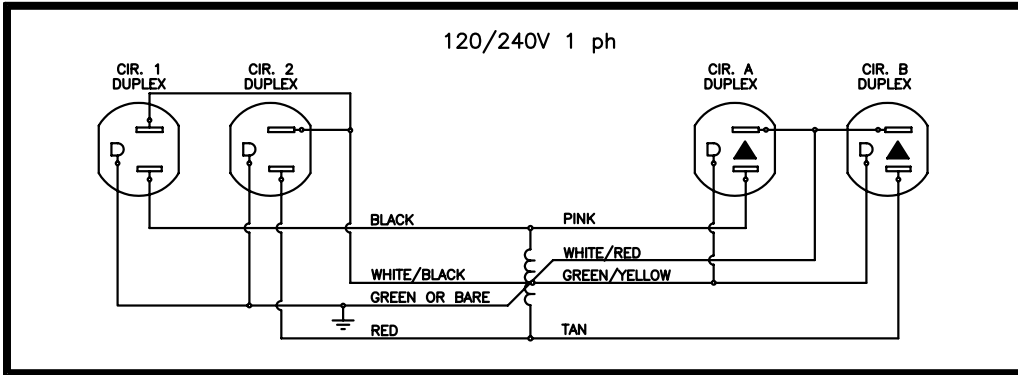 120/240V 1 ph
CIR. 1
DUPLEX
CIR. 2
DUPLEX
CIR. A
DUPLEX
CIR. B
DUPLEX
BLACK
PINK
WHITE/RED
WHITE/BLACK
GREEN/YELLOW
GREEN OR BARE
RED
TAN